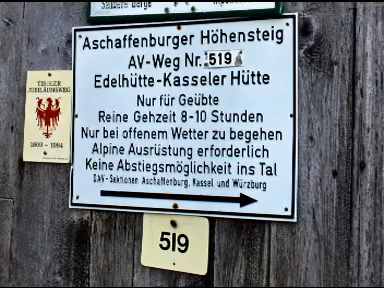 Saubere Berge
Aschaffenburger Höhensteig
AV-Weg Nr. 519
Edelhütte-Kasseler Hütte
Nur für Geübte
Reine Gehzeit 8-10 Stunden
Nur bei offenem Wetter zu begehen
Alpine Ausrüstung erforderlich
Keine Abstiegsmöglichkeit ins Tal
DAV-Sektionen Aschaffenburg, Kassel und Würzburg
TIROLER
JUBILÄUMSWEG
1809 - 1984
519